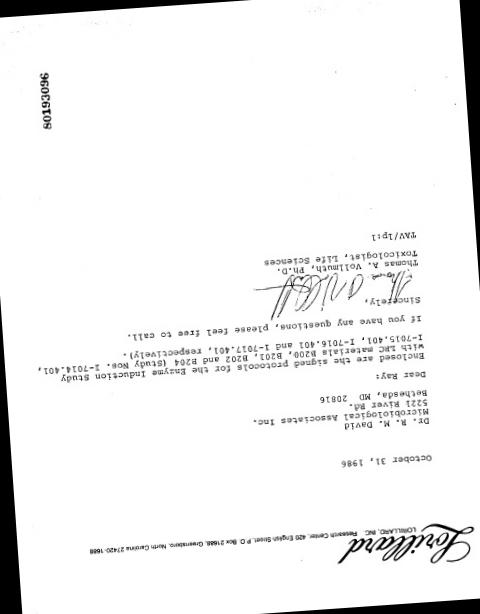 Lorillard
LORILLARD, INC. Research Center, 420 English Street, P.O. Box 21688, Greensboro, North Carolina 27420-1688
October 31, 1986
Dr. R. M. David
Microbiological Associates Inc.
5221 River Rd.
Bethesda, MD 20816
Dear Ray:
Enclosed are the signed protocols for the Enzyme Induction Study
with LRC materials B200, B201, B202 and B204 (Study Nos. I-7014.401,
I-7015.401, I-7016.401 and I-7017.401, respectively).
If you have any questions, please feel free to call.
Sincerely,
Thomas A. Vollmuth, Ph.D.
Toxicologist, Life Sciences
TAV/lp:l
80193096